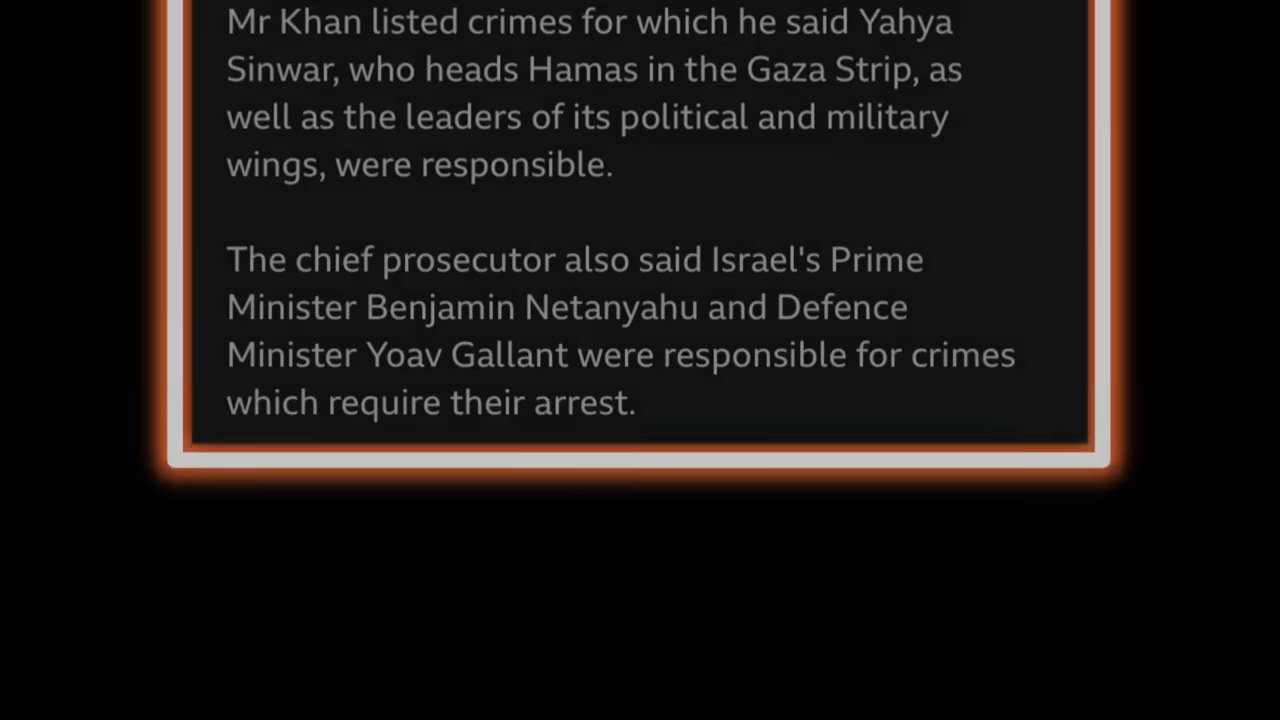 Mr Khan listed crimes for which he said Yahya
Sinwar, who heads Hamas in the Gaza Strip, as
well as the leaders of its political and military
wings, were responsible.
The chief prosecutor also said Israel's Prime
Minister Benjamin Netanyahu and Defence
Minister Yoav Gallant were responsible for crimes
which require their arrest.